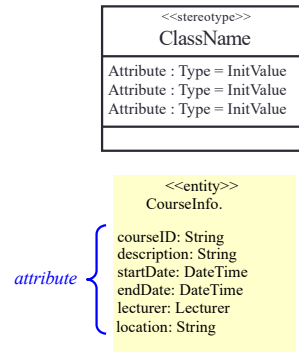 <<stereotype>>
ClassName
Attribute : Type = InitValue
Attribute : Type = InitValue
Attribute : Type = InitValue
<<entity>>
CourseInfo.
attribute
courseID: String
description: String
startDate: DateTime
endDate: DateTime
lecturer: Lecturer
location: String